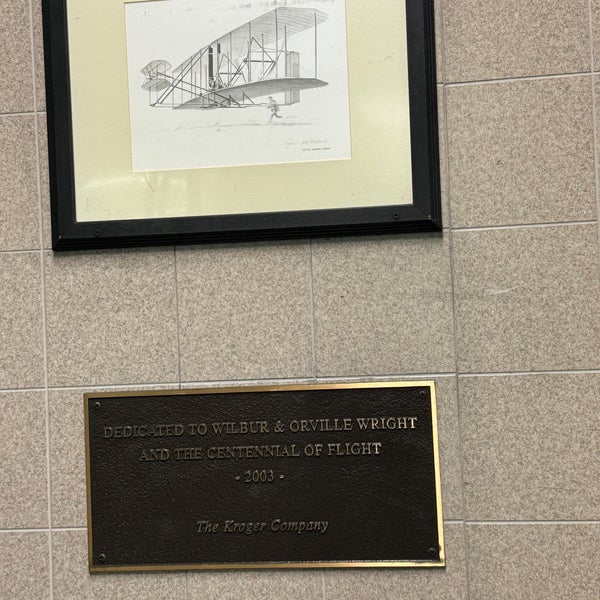 DEDICATED TO WILBUR & ORVILLE WRIGHT
AND THE CENTENNIAL OF FLIGHT
- 2003 -
The Kroger Company